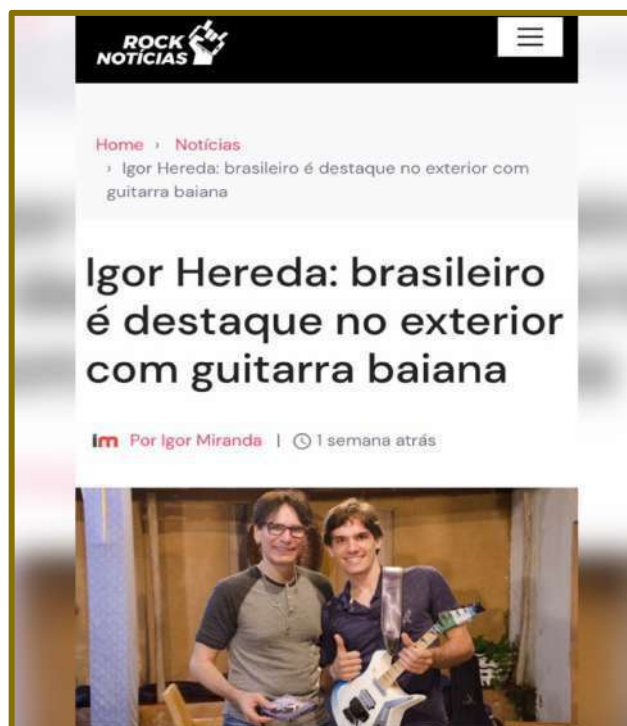 ROCK
NOTÍCIAS
Home › Notícias
› Igor Hereda: brasileiro é destaque no exterior com
guitarra baiana
Igor Hereda: brasileiro
é destaque no exterior
com guitarra baiana
im Por Igor Miranda | 1 semana atrás